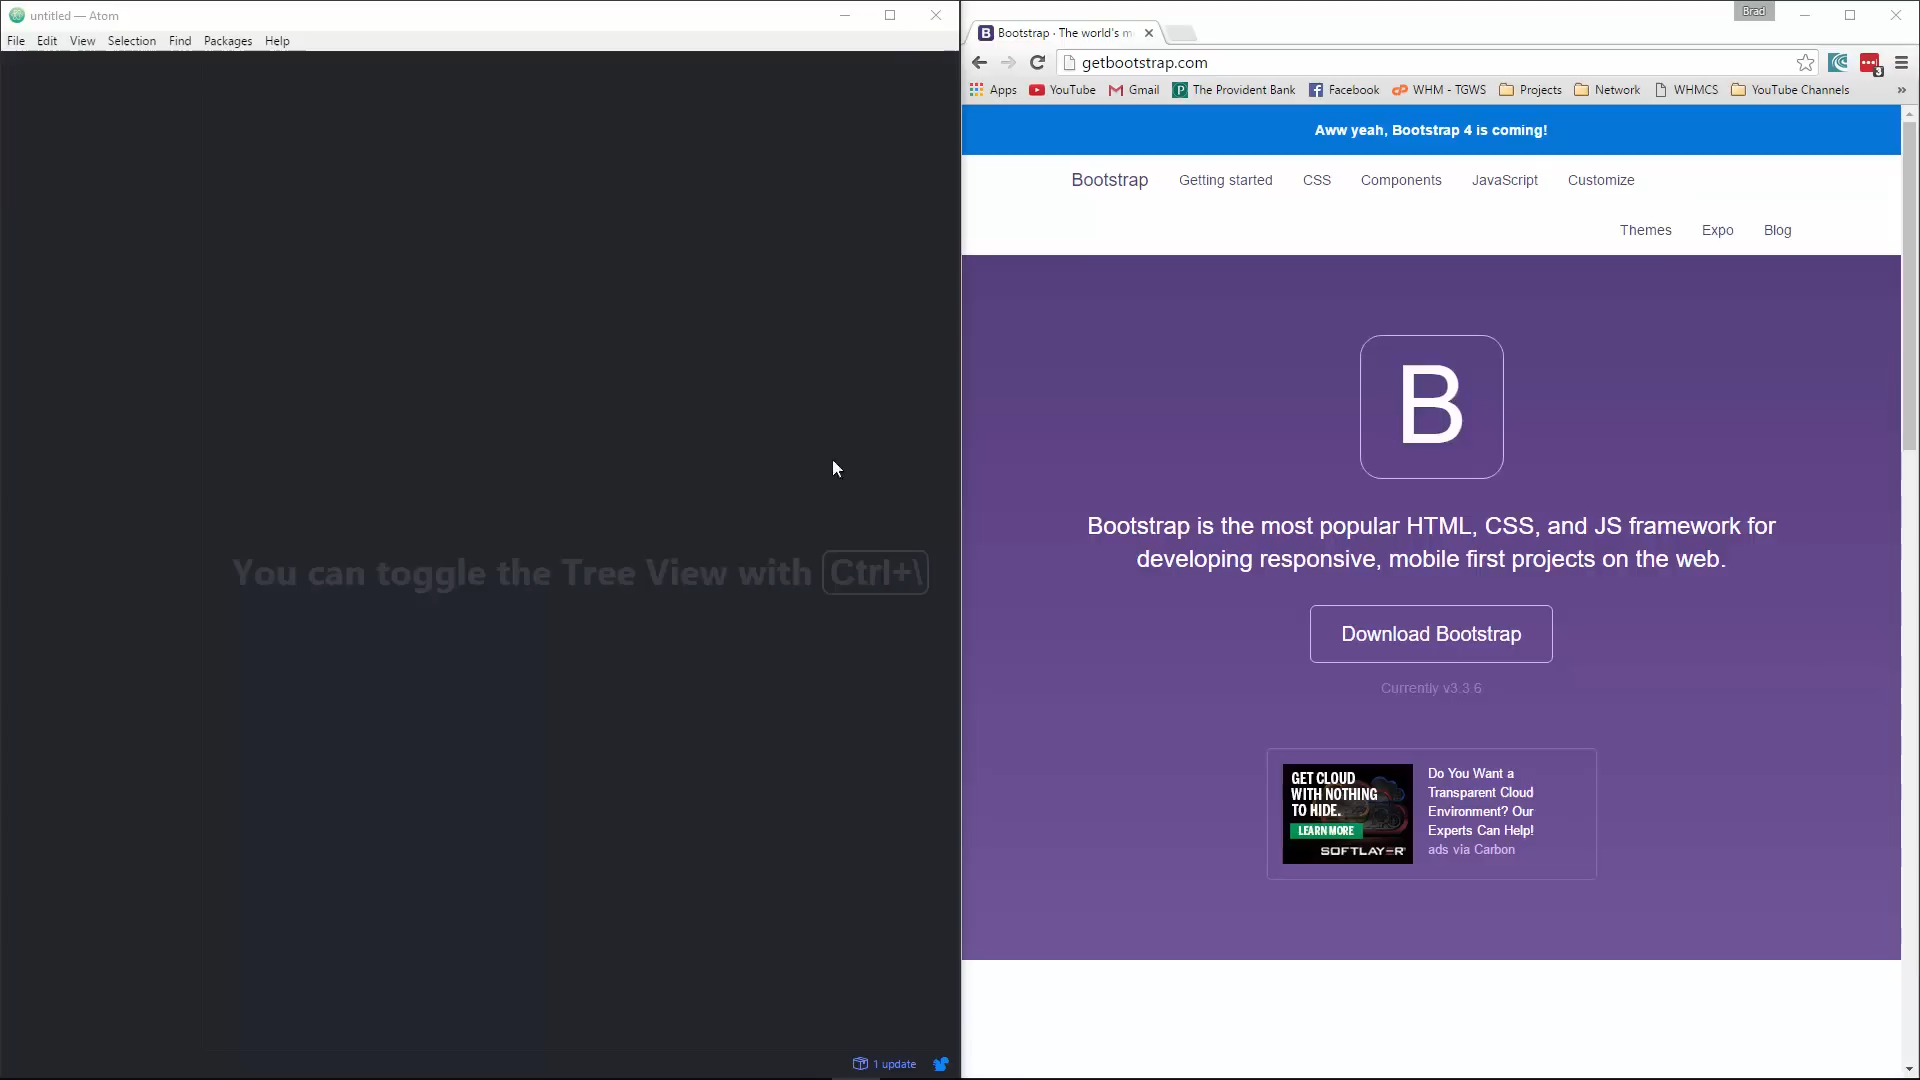 untitled — Atom
File Edit View Selection Find Packages Help
You can toggle the Tree View with Ctrl+\
1 update
Brad
Bootstrap · The world's m
getbootstrap.com
3
Apps YouTube Gmail The Provident Bank Facebook WHM - TGWS Projects Network WHMCS YouTube Channels »
Aww yeah, Bootstrap 4 is coming!
Bootstrap Getting started CSS Components JavaScript Customize
Themes Expo Blog
B
Bootstrap is the most popular HTML, CSS, and JS framework for
developing responsive, mobile first projects on the web.
Download Bootstrap
Currently v3.3.6
GET CLOUD
WITH NOTHING
TO HIDE.
LEARN MORE
SOFTLAYER
Do You Want a
Transparent Cloud
Environment? Our
Experts Can Help!
ads via Carbon